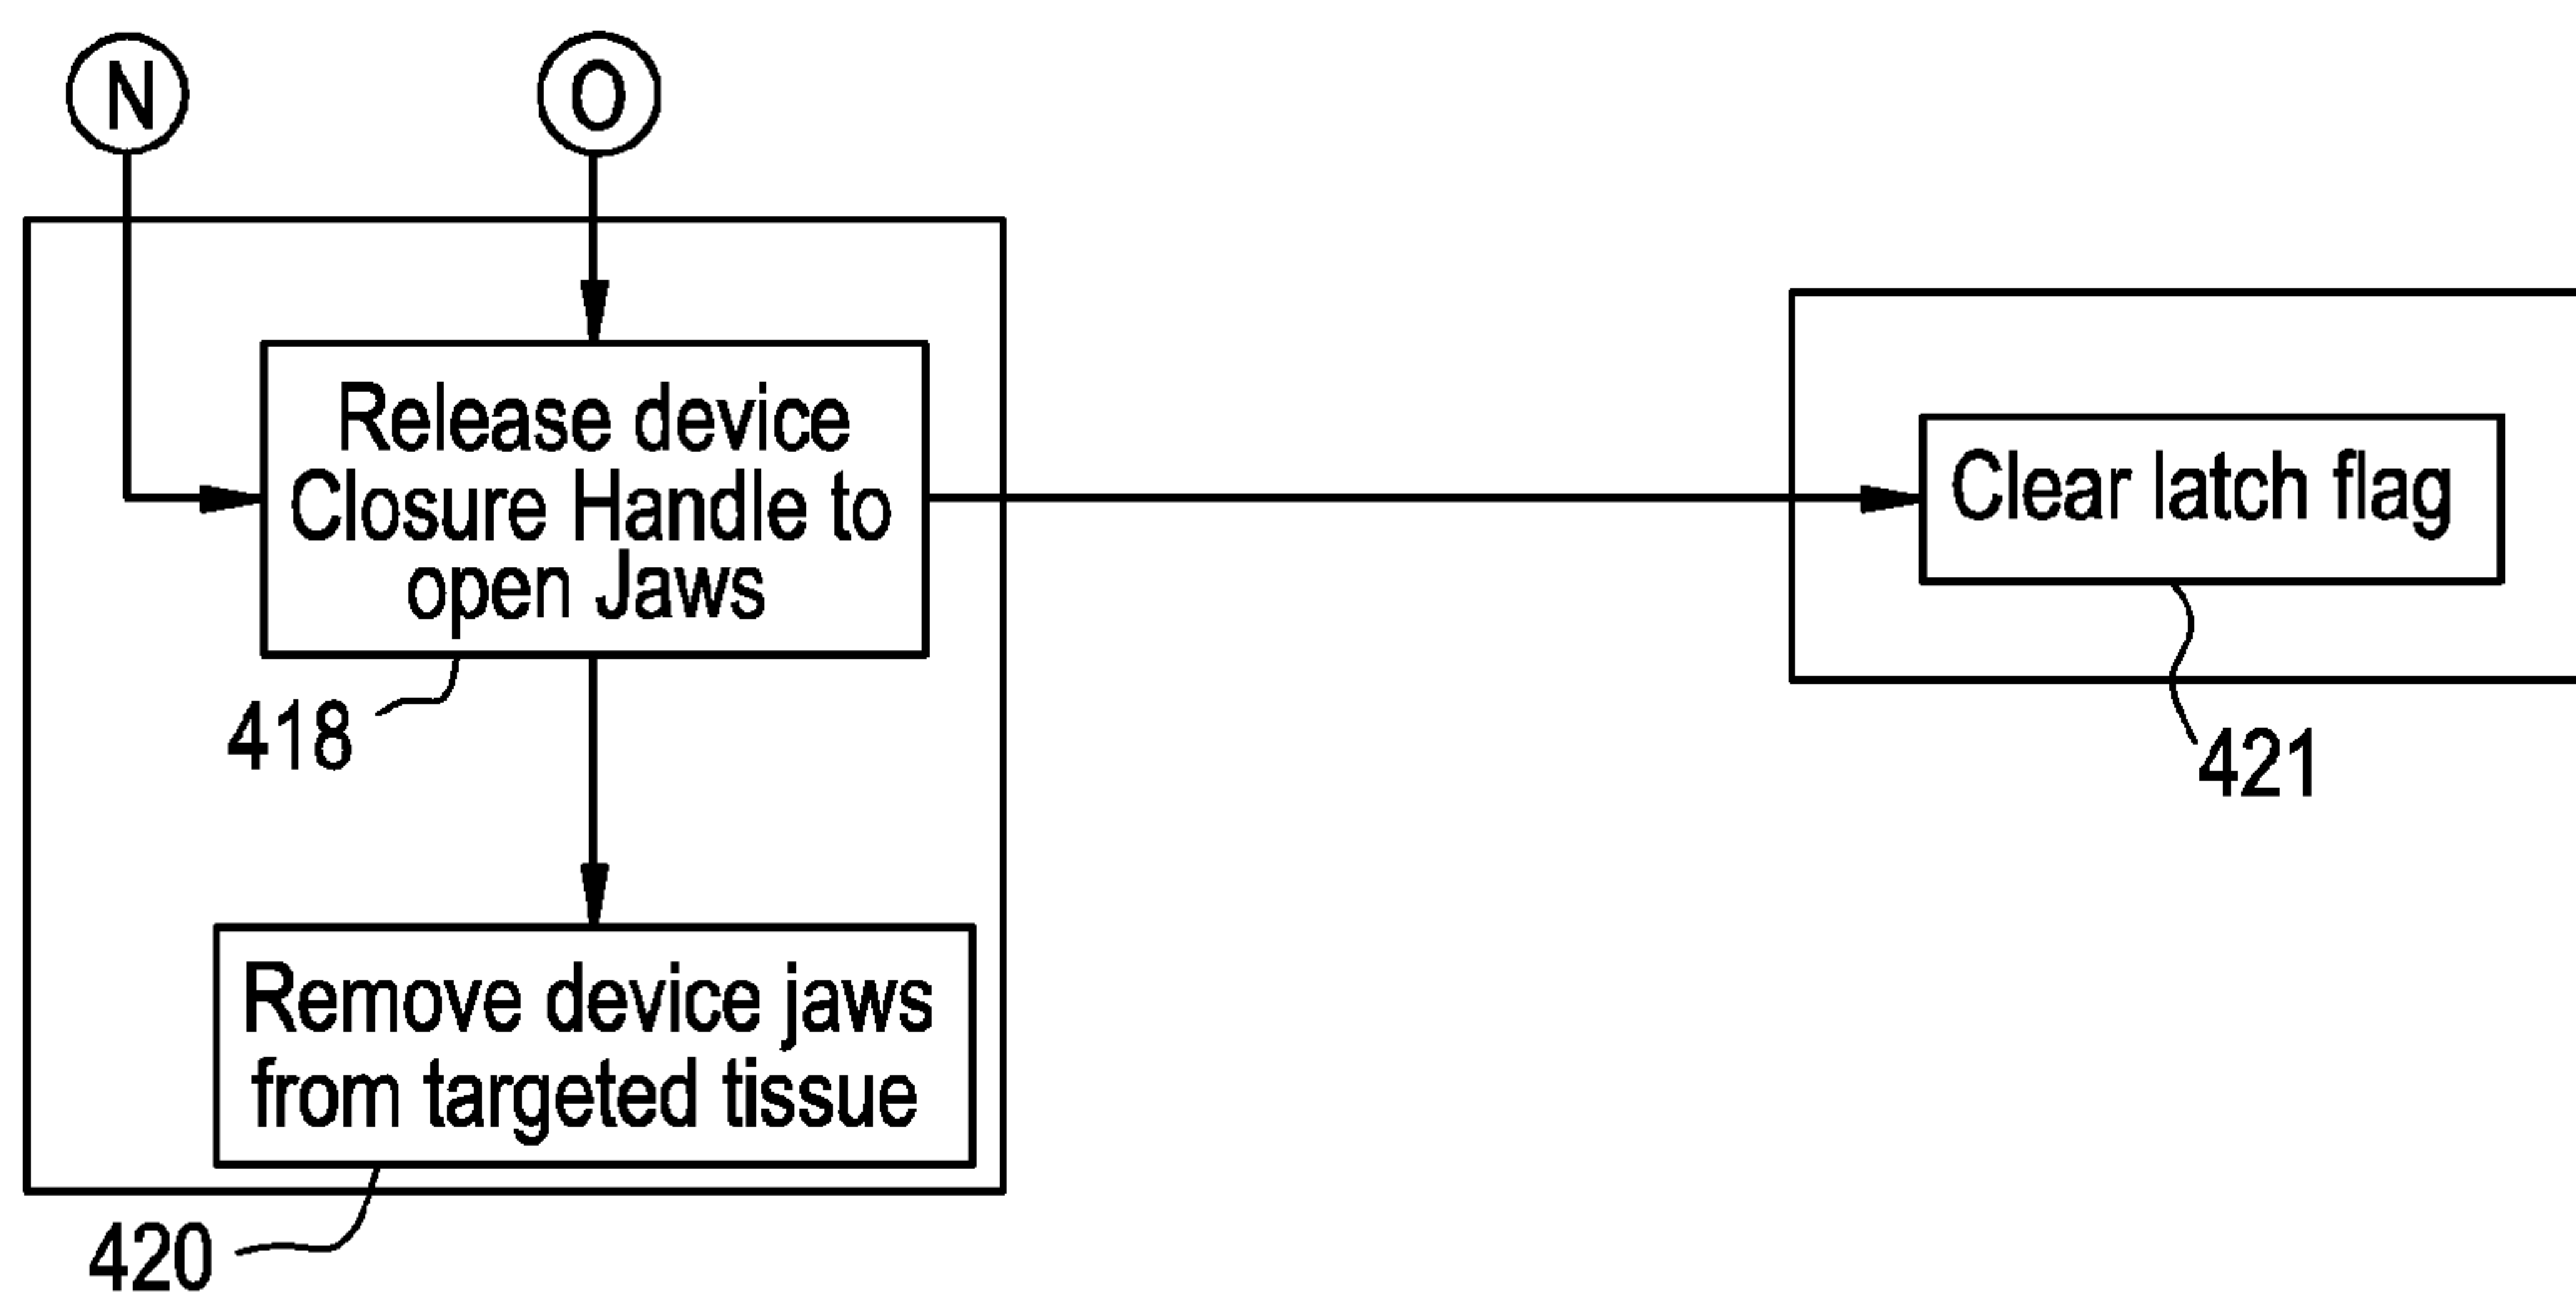 N
O
Release device
Closure Handle to
open Jaws
Clear latch flag
418
421
Remove device jaws
from targeted tissue
420